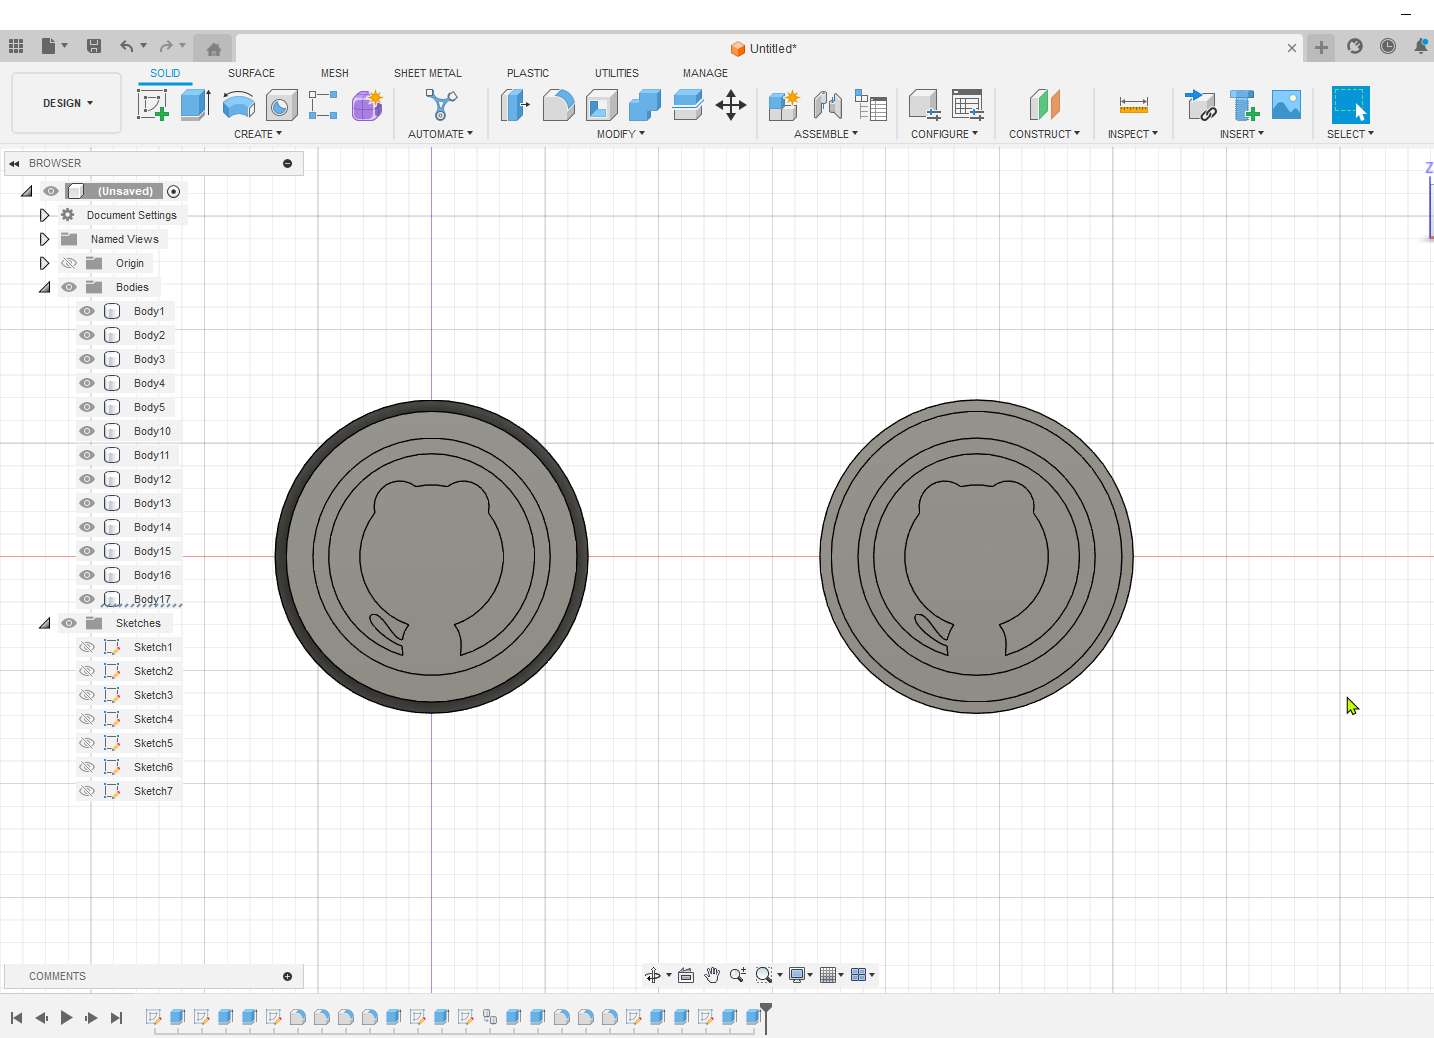 Untitled*
DESIGN
SOLID SURFACE MESH SHEET METAL PLASTIC UTILITIES MANAGE
CREATE AUTOMATE MODIFY ASSEMBLE CONFIGURE CONSTRUCT INSPECT INSERT SELECT
BROWSER
(Unsaved)
Document Settings
Named Views
Origin
Bodies
Body1
Body2
Body3
Body4
Body5
Body10
Body11
Body12
Body13
Body14
Body15
Body16
Body17
Sketches
Sketch1
Sketch2
Sketch3
Sketch4
Sketch5
Sketch6
Sketch7
Z
COMMENTS